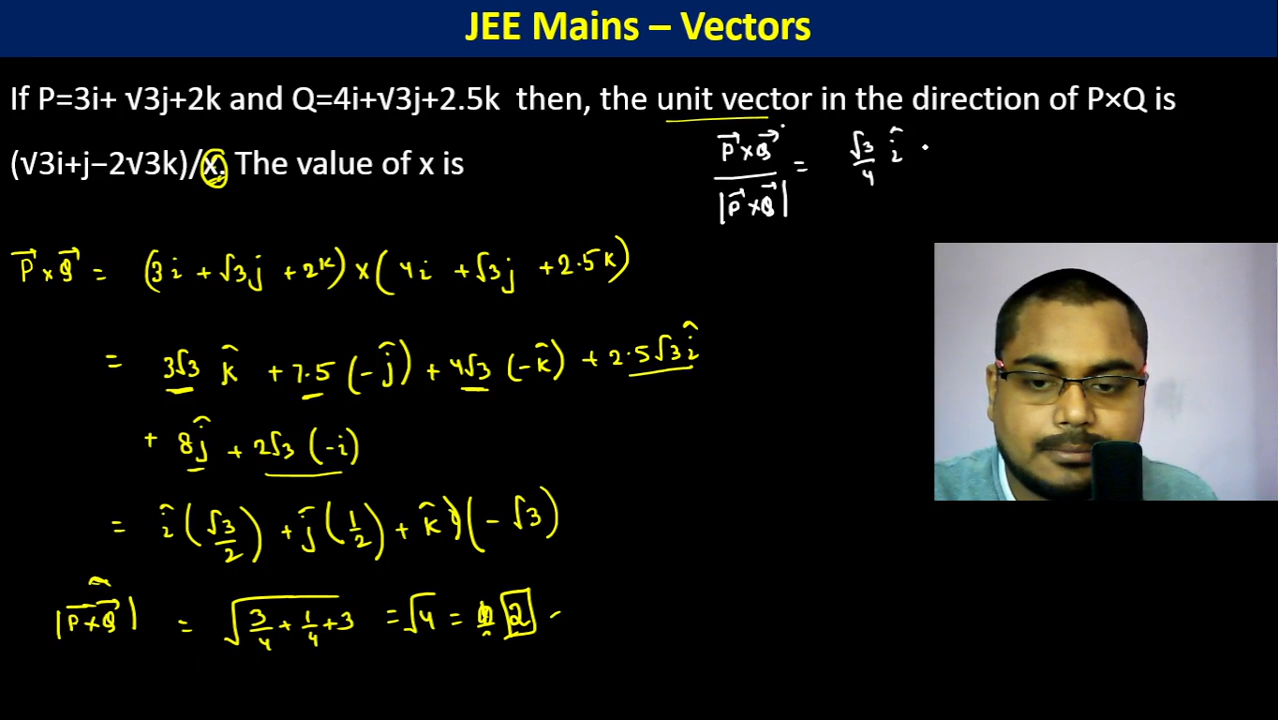 JEE Mains – Vectors
If P=3i+ √3j+2k and Q=4i+√3j+2.5k then, the unit vector in the direction of P×Q is
(√3i+j−2√3k)/x. The value of x is
P⃗×Q⃗ / |P⃗×Q⃗| = √3/4 î
P⃗×Q⃗ = (3i + √3j + 2k) × (4i + √3j + 2.5k)
= 3√3 k̂ + 7.5 (-ĵ) + 4√3 (-k̂) + 2.5√3 î
+ 8ĵ + 2√3 (-i)
= î (√3/2) + ĵ (1/2) + k̂ (-√3)
|P⃗×Q⃗| = √(3/4 + 1/4 + 3) = √4 = 2